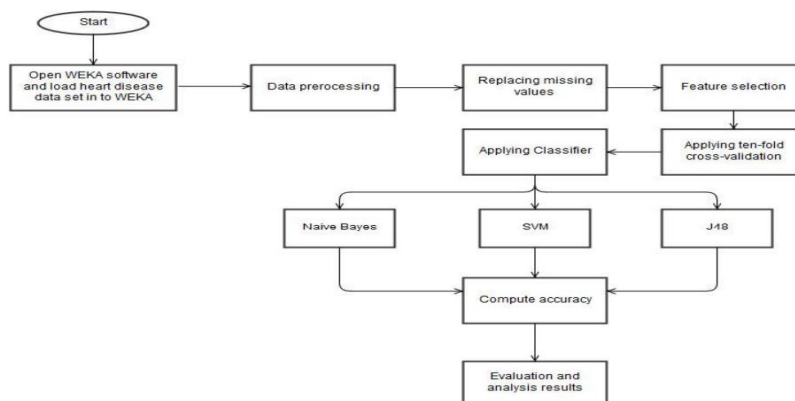 Start
Open WEKA software
and load heart disease
data set in to WEKA
Data prerocessing
Replacing missing
values
Feature selection
Applying Classifier
Applying ten-fold
cross-validation
Naive Bayes
SVM
J48
Compute accuracy
Evaluation and
analysis results